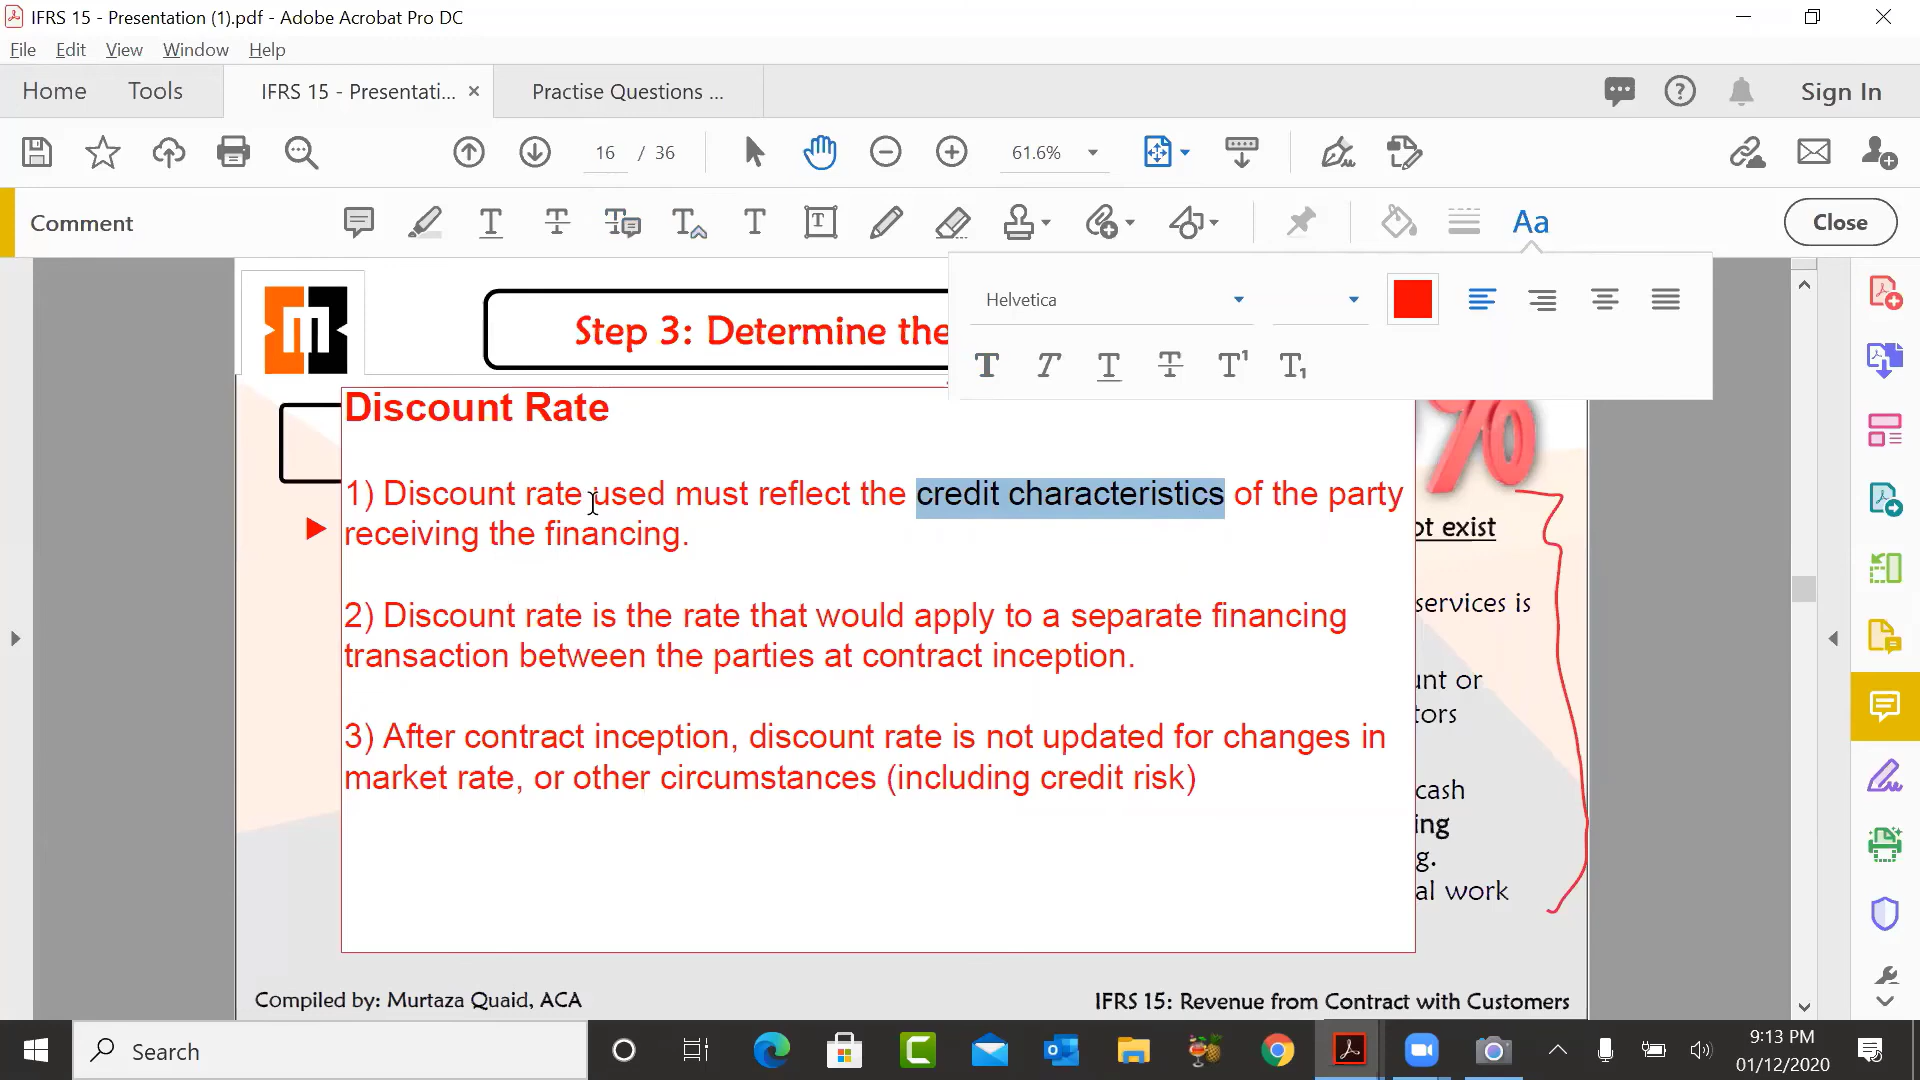 IFRS 15 - Presentation (1).pdf - Adobe Acrobat Pro DC
File Edit View Window Help
Home Tools IFRS 15 - Presentati... × Practise Questions ... Sign In
16 / 36 61.6%
Comment Close
Aa
Helvetica
Step 3: Determine the
Discount Rate
1) Discount rate used must reflect the credit characteristics of the party
receiving the financing.
ot exist
2) Discount rate is the rate that would apply to a separate financing
services is
transaction between the parties at contract inception.
unt or
tors
3) After contract inception, discount rate is not updated for changes in
market rate, or other circumstances (including credit risk)
cash
ing
g.
al work
%
Compiled by: Murtaza Quaid, ACA
IFRS 15: Revenue from Contract with Customers
Search
9:13 PM
01/12/2020